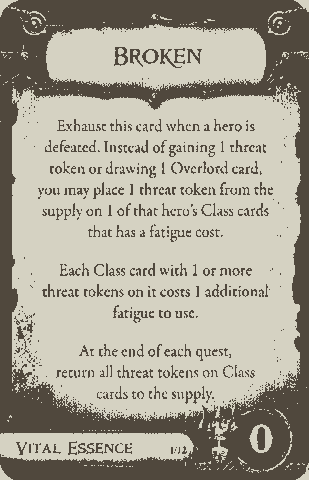 Broken
Exhaust this card when a hero is
defeated. Instead of gaining 1 threat
token or drawing 1 Overlord card,
you may place 1 threat token from the
supply on 1 of that hero's Class cards
that has a fatigue cost.
Each Class card with 1 or more
threat tokens on it costs 1 additional
fatigue to use.
At the end of each quest,
return all threat tokens on Class
cards to the supply.
Vital Essence 1/12 0